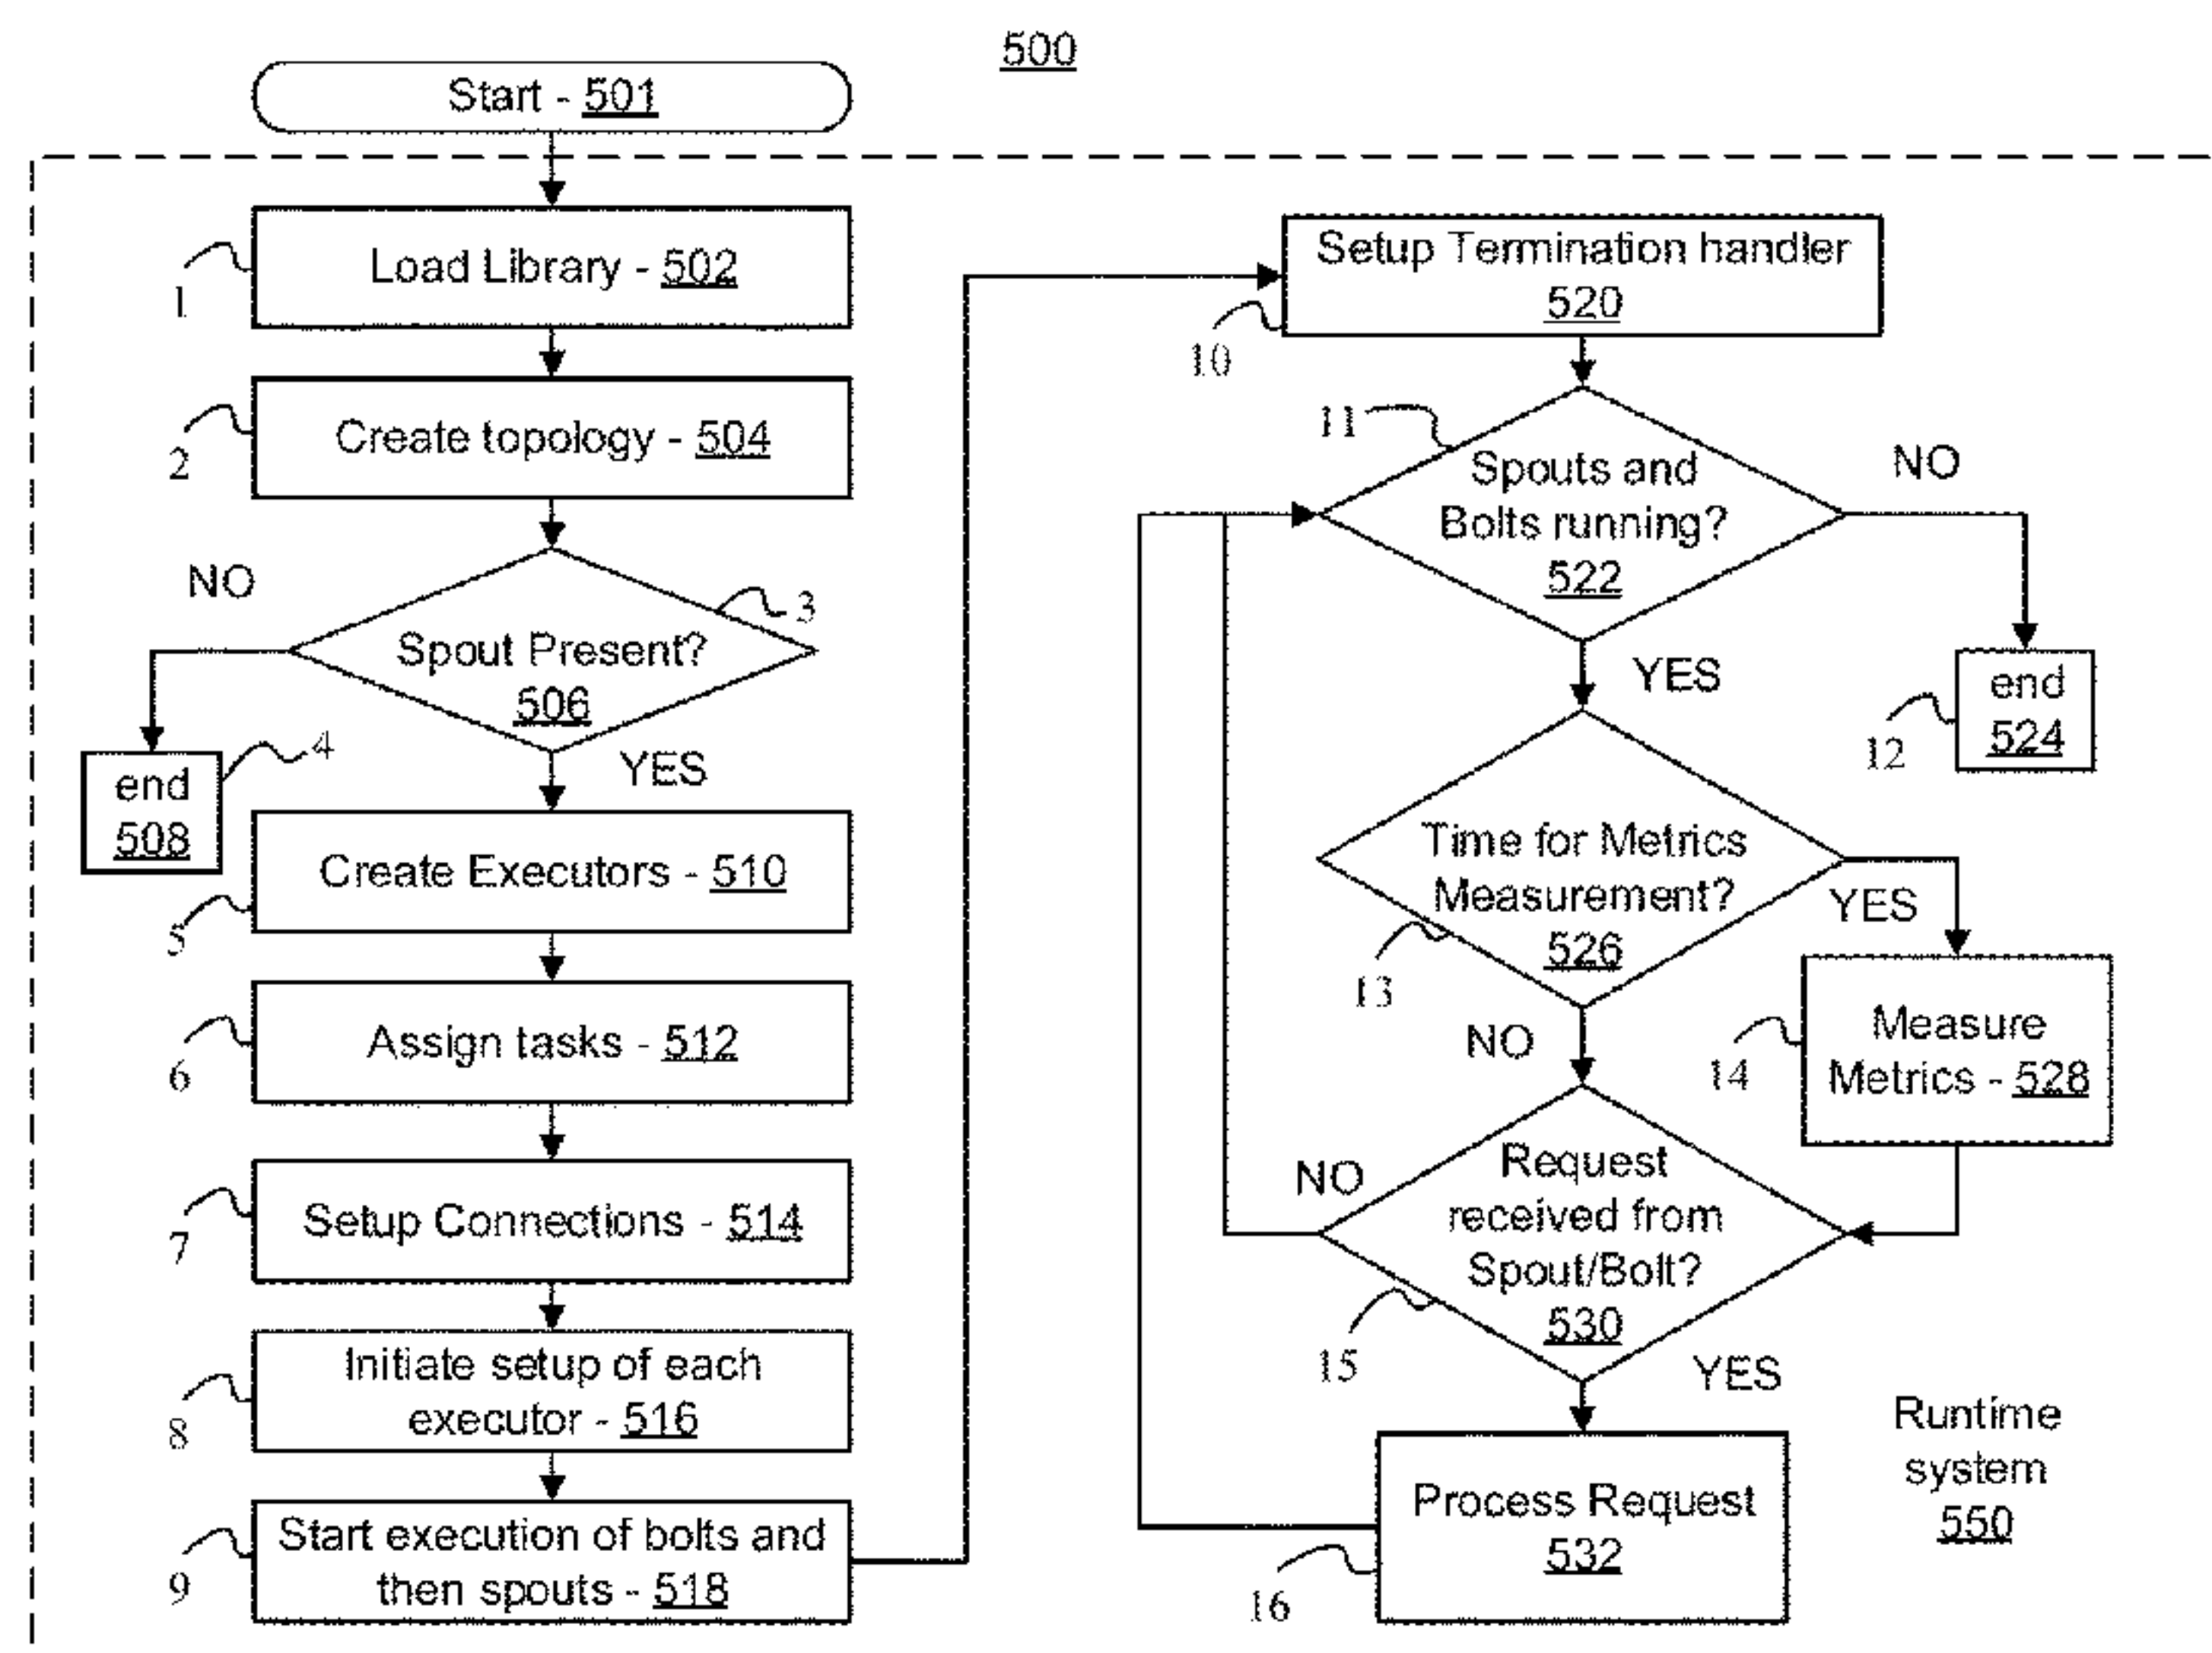 500
Start - 501
Load Library - 502
1
Create topology - 504
2
NO
3
Spout Present?
506
4
YES
end
508
Create Executors - 510
5
Assign tasks - 512
6
Setup Connections - 514
7
Initiate setup of each
executor - 516
8
Start execution of bolts and
then spouts - 518
9
Setup Termination handler
520
10
11
Spouts and
Bolts running?
522
NO
YES
end
524
12
Time for Metrics
Measurement?
526
YES
13
NO
Measure
Metrics - 528
14
NO
Request
received from
Spout/Bolt?
530
15
YES
Process Request
532
16
Runtime
system
550